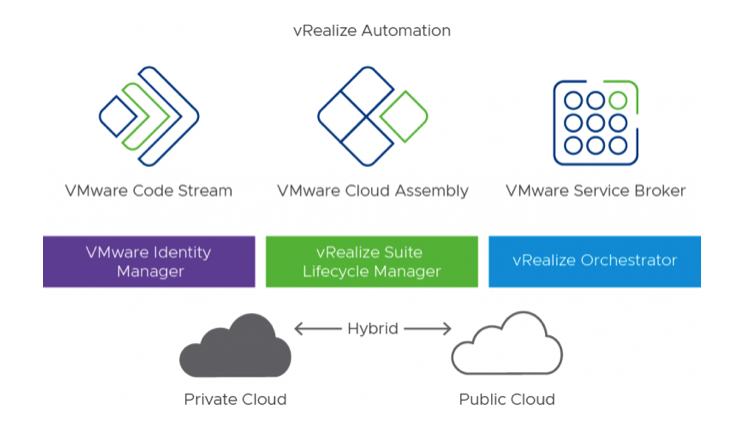 vRealize Automation
VMware Code Stream
VMware Cloud Assembly
VMware Service Broker
VMware Identity
Manager
vRealize Suite
Lifecycle Manager
vRealize Orchestrator
Hybrid
Private Cloud
Public Cloud